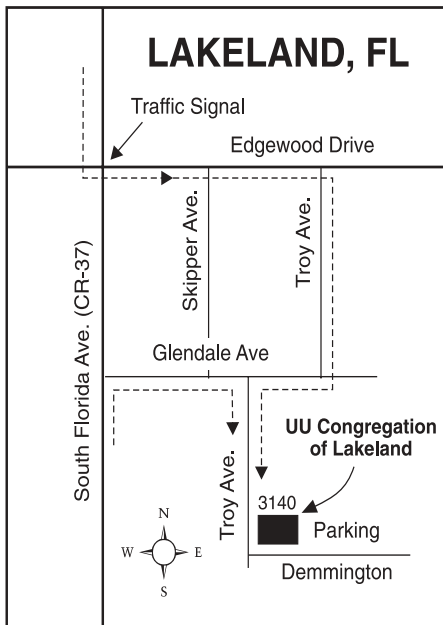 LAKELAND, FL
Traffic Signal
Edgewood Drive
Skipper Ave.
Troy Ave.
South Florida Ave. (CR-37)
Glendale Ave
UU Congregation
of Lakeland
Troy Ave.
3140
Parking
N
W E
S
Demmington